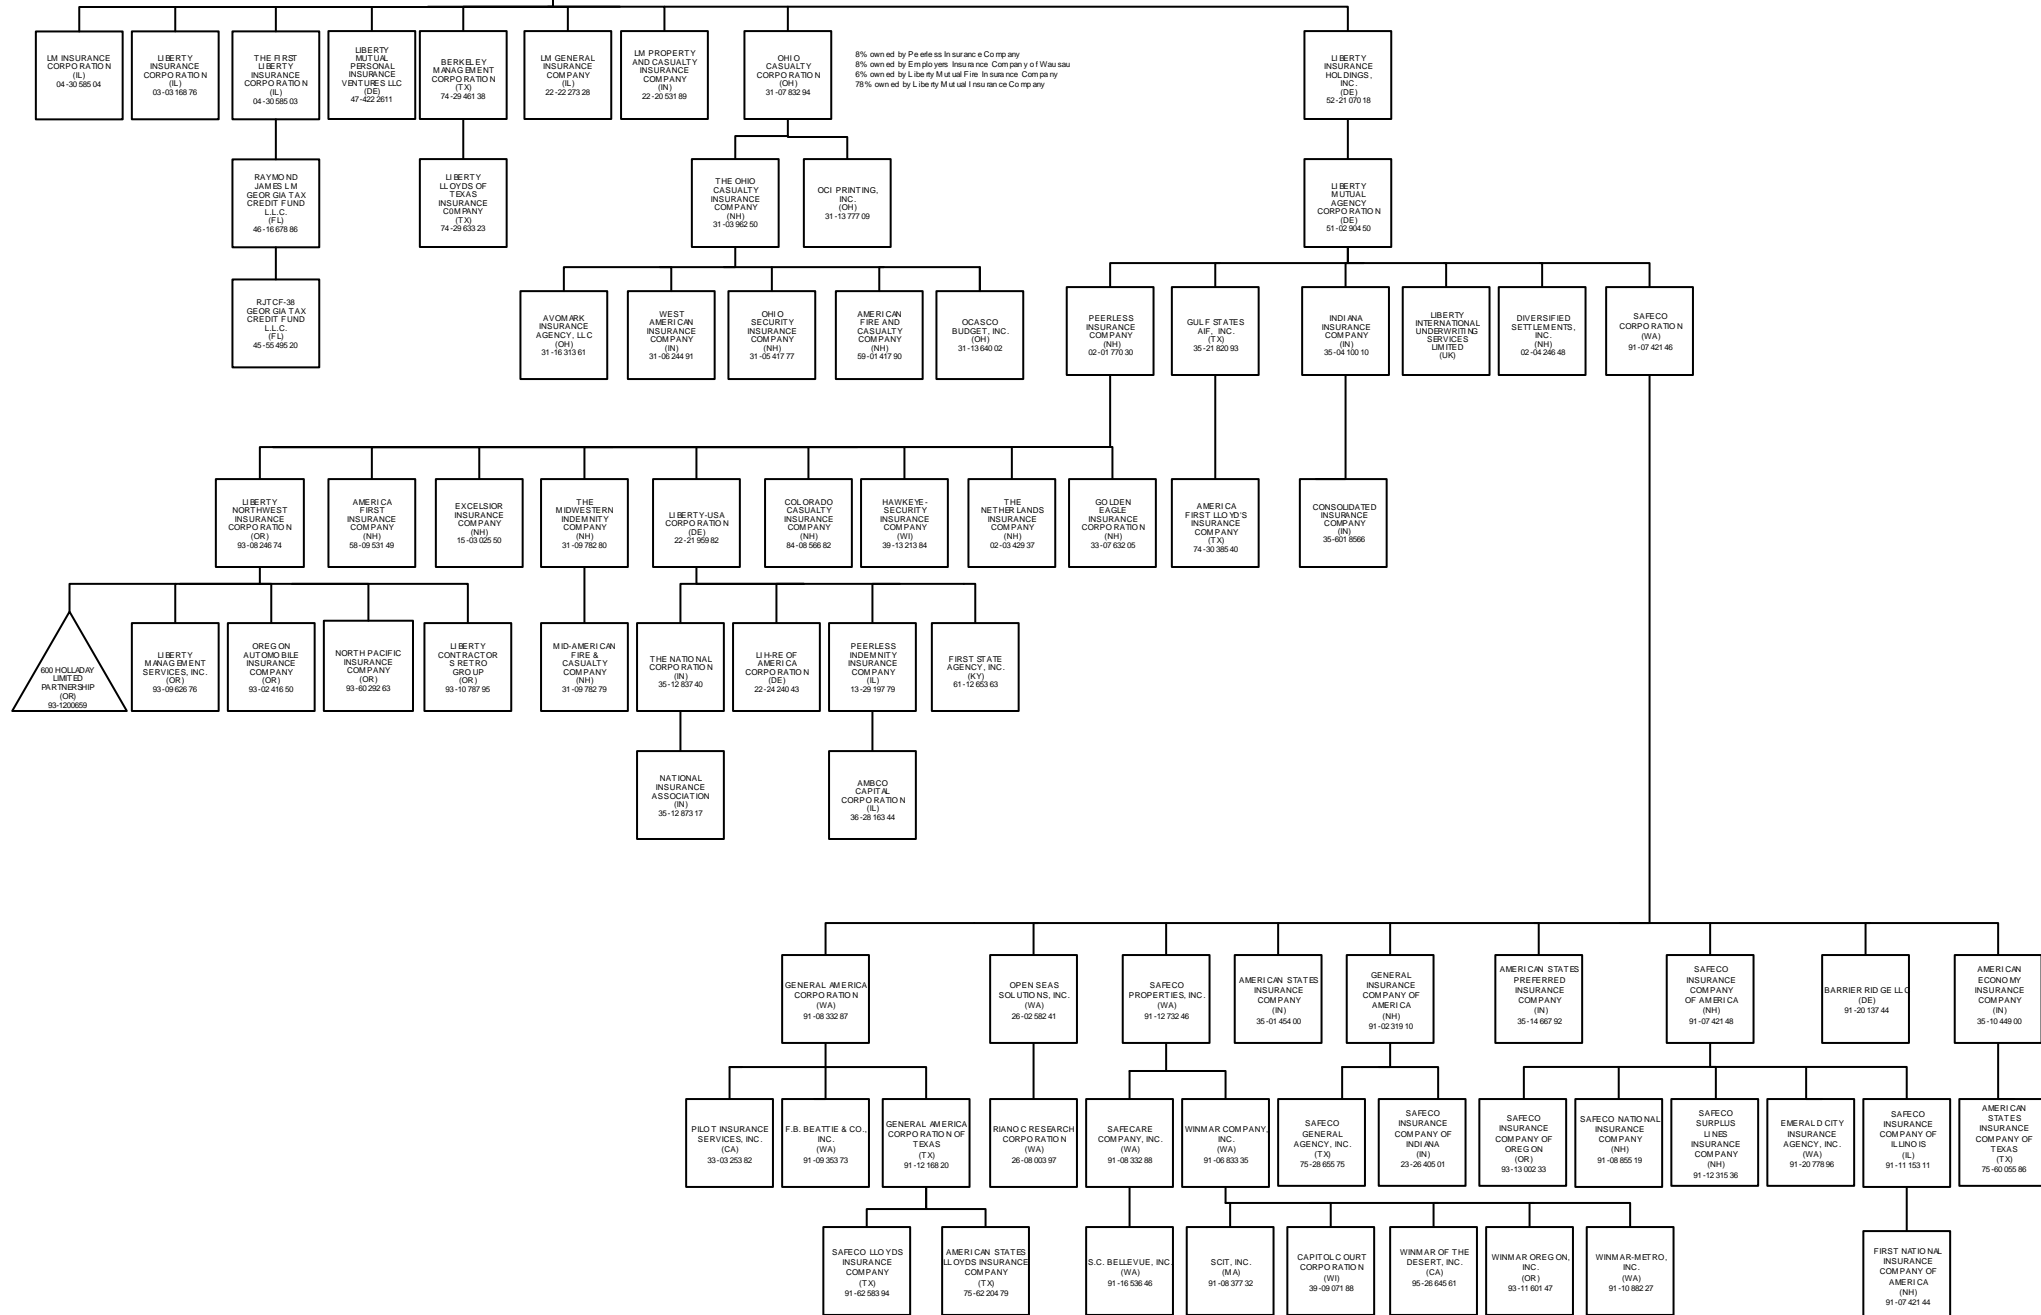 LM INSURANCE
CORPORATION
(IL)
04-3058504
LIBERTY
INSURANCE
CORPORATION
(IL)
03-0316876
THE FIRST
LIBERTY
INSURANCE
CORPORATION
(IL)
04-3058503
LIBERTY
MUTUAL
PERSONAL
INSURANCE
VENTURES LLC
(DE)
47-4222611
BERKELEY
MANAGEMENT
CORPORATION
(TX)
74-2946138
LM GENERAL
INSURANCE
COMPANY
(IL)
22-2227328
LM PROPERTY
AND CASUALTY
INSURANCE
COMPANY
(IN)
22-2053189
OHIO
CASUALTY
CORPORATION
(OH)
31-0783294
8% owned by Peerless Insurance Company
8% owned by Employers Insurance Company of Wausau
6% owned by Liberty Mutual Fire Insurance Company
78% owned by Liberty Mutual Insurance Company
LIBERTY
INSURANCE
HOLDINGS,
INC.
(DE)
52-2107018
RAYMOND
JAMES LM
GEORGIA TAX
CREDIT FUND
L.L.C.
(FL)
46-1667886
LIBERTY
LLOYDS OF
TEXAS
INSURANCE
COMPANY
(TX)
74-2963323
THE OHIO
CASUALTY
INSURANCE
COMPANY
(NH)
31-0396250
OCI PRINTING,
INC.
(OH)
31-1377709
LIBERTY
MUTUAL
AGENCY
CORPORATION
(DE)
51-0290450
RJTCF-38
GEORGIA TAX
CREDIT FUND
L.L.C.
(FL)
45-5549520
AVOMARK
INSURANCE
AGENCY, LLC
(OH)
31-1631361
WEST
AMERICAN
INSURANCE
COMPANY
(IN)
31-0624491
OHIO
SECURITY
INSURANCE
COMPANY
(NH)
31-0541777
AMERICAN
FIRE AND
CASUALTY
COMPANY
(NH)
59-0141790
OCASCO
BUDGET, INC.
(OH)
31-1364002
PEERLESS
INSURANCE
COMPANY
(NH)
02-0177030
GULF STATES
AIF, INC.
(TX)
35-2182093
INDIANA
INSURANCE
COMPANY
(IN)
35-0410010
LIBERTY
INTERNATIONAL
UNDERWRITING
SERVICES
LIMITED
(UK)
DIVERSIFIED
SETTLEMENTS,
INC.
(NH)
02-0424648
SAFECO
CORPORATION
(WA)
91-0742146
LIBERTY
NORTHWEST
INSURANCE
CORPORATION
(OR)
93-0824674
AMERICA
FIRST
INSURANCE
COMPANY
(NH)
58-0953149
EXCELSIOR
INSURANCE
COMPANY
(NH)
15-0302550
THE
MIDWESTERN
INDEMNITY
COMPANY
(NH)
31-0978280
LIBERTY-USA
CORPORATION
(DE)
22-2195982
COLORADO
CASUALTY
INSURANCE
COMPANY
(NH)
84-0856682
HAWKEYE-
SECURITY
INSURANCE
COMPANY
(WI)
39-1321384
THE
NETHERLANDS
INSURANCE
COMPANY
(NH)
02-0342937
GOLDEN
EAGLE
INSURANCE
CORPORATION
(NH)
33-0763205
AMERICA
FIRST LLOYD'S
INSURANCE
COMPANY
(TX)
74-3038540
CONSOLIDATED
INSURANCE
COMPANY
(IN)
35-6018566
600 HOLLADAY
LIMITED
PARTNERSHIP
(OR)
93-1200659
LIBERTY
MANAGEMENT
SERVICES, INC.
(OR)
93-0962676
OREGON
AUTOMOBILE
INSURANCE
COMPANY
(OR)
93-0241650
NORTH PACIFIC
INSURANCE
COMPANY
(OR)
93-6029263
LIBERTY
CONTRACTOR
S RETRO
GROUP
(OR)
93-1078795
MID-AMERICAN
FIRE &
CASUALTY
COMPANY
(NH)
31-0978279
THE NATIONAL
CORPORATION
(IN)
35-1283740
LIH-RE OF
AMERICA
CORPORATION
(DE)
22-2424043
PEERLESS
INDEMNITY
INSURANCE
COMPANY
(IL)
13-2919779
FIRST STATE
AGENCY, INC.
(KY)
61-1265363
NATIONAL
INSURANCE
ASSOCIATION
(IN)
35-1287317
AMBCO
CAPITAL
CORPORATION
(IL)
36-2816344
GENERAL AMERICA
CORPORATION
(WA)
91-0833287
OPEN SEAS
SOLUTIONS, INC.
(WA)
26-0258241
SAFECO
PROPERTIES, INC.
(WA)
91-1273246
AMERICAN STATES
INSURANCE
COMPANY
(IN)
35-0145400
GENERAL
INSURANCE
COMPANY OF
AMERICA
(NH)
91-0231910
AMERICAN STATES
PREFERRED
INSURANCE
COMPANY
(IN)
35-1466792
SAFECO
INSURANCE
COMPANY
OF AMERICA
(NH)
91-0742148
BARRIER RIDGE LLC
(DE)
91-2013744
AMERICAN
ECONOMY
INSURANCE
COMPANY
(IN)
35-1044900
PILOT INSURANCE
SERVICES, INC.
(CA)
33-0325382
F.B. BEATTIE & CO.,
INC.
(WA)
91-0935373
GENERAL AMERICA
CORPORATION OF
TEXAS
(TX)
91-1216820
RIANOC RESEARCH
CORPORATION
(WA)
26-0800397
SAFECARE
COMPANY, INC.
(WA)
91-0833288
WINMAR COMPANY,
INC.
(WA)
91-0683335
SAFECO
GENERAL
AGENCY, INC.
(TX)
75-2865575
SAFECO
INSURANCE
COMPANY OF
INDIANA
(IN)
23-2640501
SAFECO
INSURANCE
COMPANY OF
OREGON
(OR)
93-1300233
SAFECO NATIONAL
INSURANCE
COMPANY
(NH)
91-0885519
SAFECO
SURPLUS
LINES
INSURANCE
COMPANY
(NH)
91-1231536
EMERALD CITY
INSURANCE
AGENCY, INC.
(WA)
91-2077896
SAFECO
INSURANCE
COMPANY OF
ILLINOIS
(IL)
91-1115311
AMERICAN
STATES
INSURANCE
COMPANY OF
TEXAS
(TX)
75-6005586
SAFECO LLOYDS
INSURANCE
COMPANY
(TX)
91-6258394
AMERICAN STATES
LLOYDS INSURANCE
COMPANY
(TX)
75-6220479
S.C. BELLEVUE, INC.
(WA)
91-1653646
SCIT, INC.
(MA)
91-0837732
CAPITOL COURT
CORPORATION
(WI)
39-0907188
WINMAR OF THE
DESERT, INC.
(CA)
95-2664561
WINMAR OREGON,
INC.
(OR)
93-1160147
WINMAR-METRO,
INC.
(WA)
91-1088227
FIRST NATIONAL
INSURANCE
COMPANY OF
AMERICA
(NH)
91-0742144